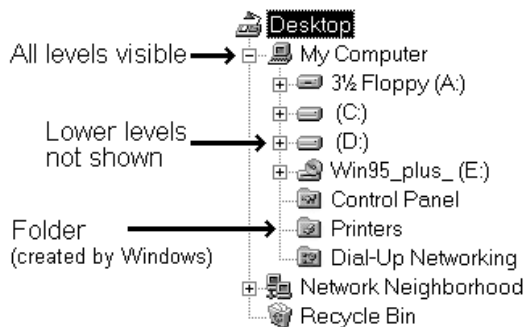 Desktop
All levels visible
My Computer
3½ Floppy (A:)
(C:)
Lower levels
not shown
(D:)
Win95_plus_ (E:)
Control Panel
Folder
(created by Windows)
Printers
Dial-Up Networking
Network Neighborhood
Recycle Bin